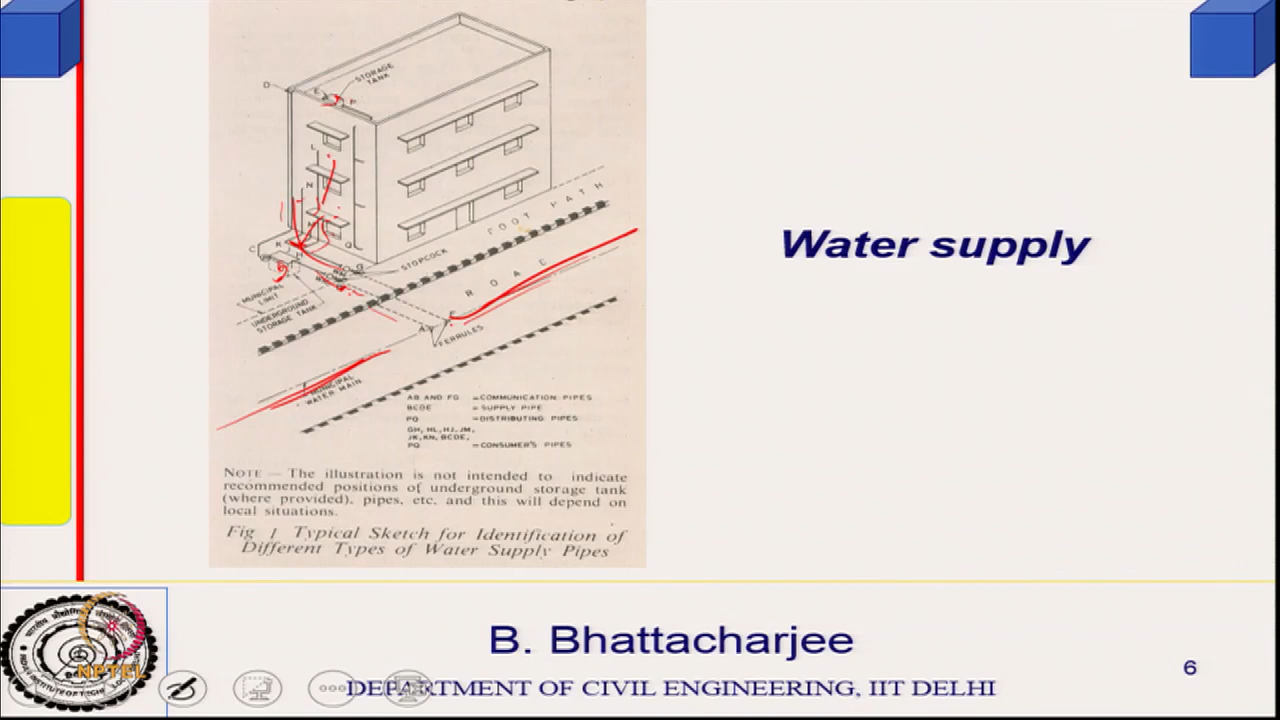 STORAGE
TANK
D
P
L
N
C
K
H
Q
G
STOPCOCK
FOOT PATH
ROAD
MUNICIPAL
LIMIT
UNDERGROUND
STORAGE TANK
A
F
FERRULES
MUNICIPAL
WATER MAIN
AB AND FG =COMMUNICATION PIPES
BCDE = SUPPLY PIPE
PQ =DISTRIBUTING PIPES
GH, HL, HJ, JM,
JK, KN, BCDE,
PQ =CONSUMER'S PIPES
NOTE — The illustration is not intended to indicate
recommended positions of underground storage tank
(where provided), pipes, etc, and this will depend on
local situations.
Fig 1 Typical Sketch for Identification of
Different Types of Water Supply Pipes
Water supply
B. Bhattacharjee
DEPARTMENT OF CIVIL ENGINEERING, IIT DELHI
6
NPTEL